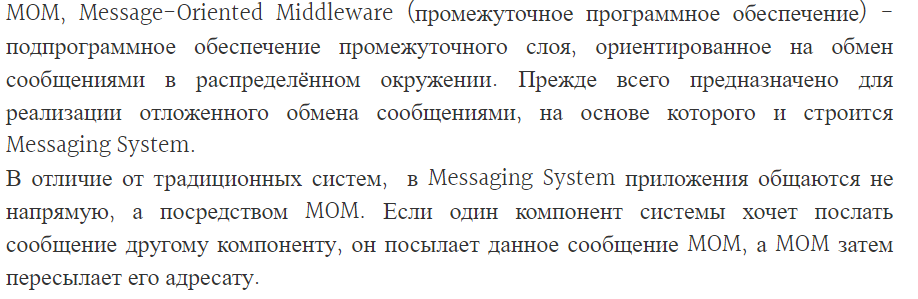 MOM, Message-Oriented Middleware (промежуточное программное обеспечение) -
подпрограммное обеспечение промежуточного слоя, ориентированное на обмен
сообщениями в распределённом окружении. Прежде всего предназначено для
реализации отложенного обмена сообщениями, на основе которого и строится
Messaging System.
В отличие от традиционных систем,  в Messaging System приложения общаются не
напрямую, а посредством MOM. Если один компонент системы хочет послать
сообщение другому компоненту, он посылает данное сообщение MOM, а MOM затем
пересылает его адресату.